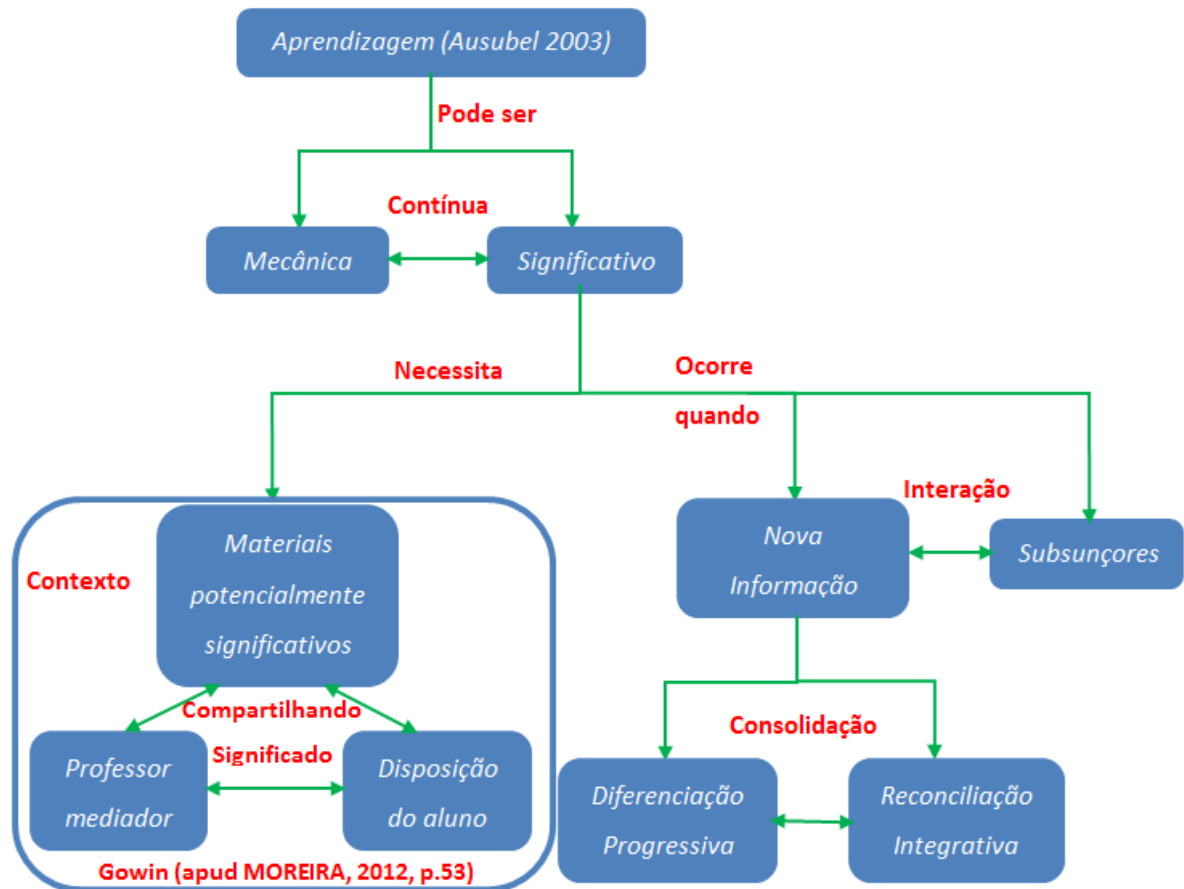 Aprendizagem (Ausubel 2003)
Pode ser
Contínua
Mecânica
Significativo
Necessita
Ocorre
quando
Contexto
Materiais
potencialmente
significativos
Compartilhando
Significado
Professor
mediador
Disposição
do aluno
Gowin (apud MOREIRA, 2012, p.53)
Nova
Informação
Interação
Subsunçores
Consolidação
Diferenciação
Progressiva
Reconciliação
Integrativa